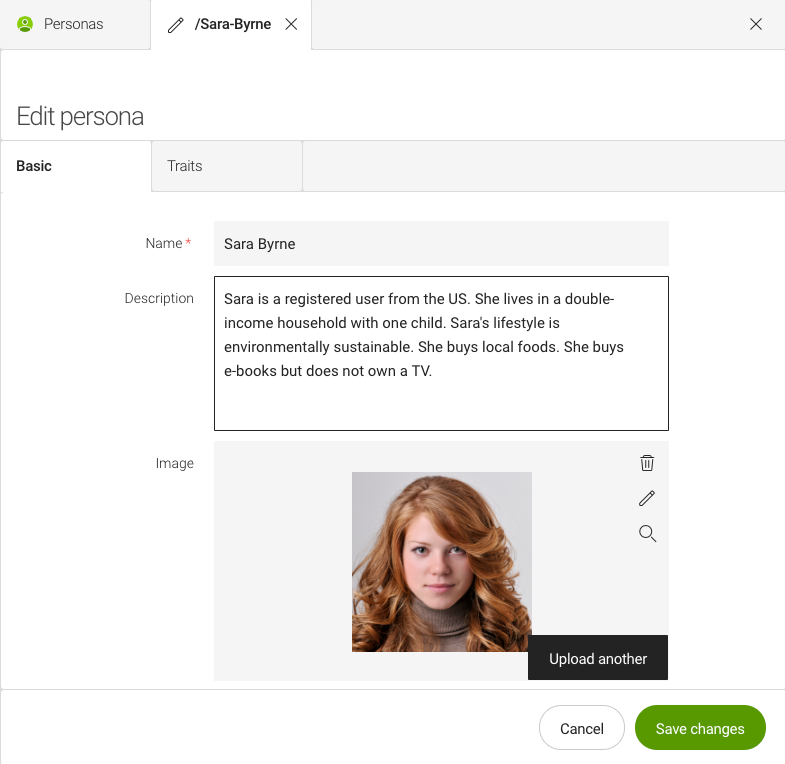 Personas
/Sara-Byrne
Edit persona
Basic
Traits
Name *
Sara Byrne
Description
Sara is a registered user from the US. She lives in a double-
income household with one child. Sara's lifestyle is
environmentally sustainable. She buys local foods. She buys
e-books but does not own a TV.
Image
Upload another
Cancel
Save changes